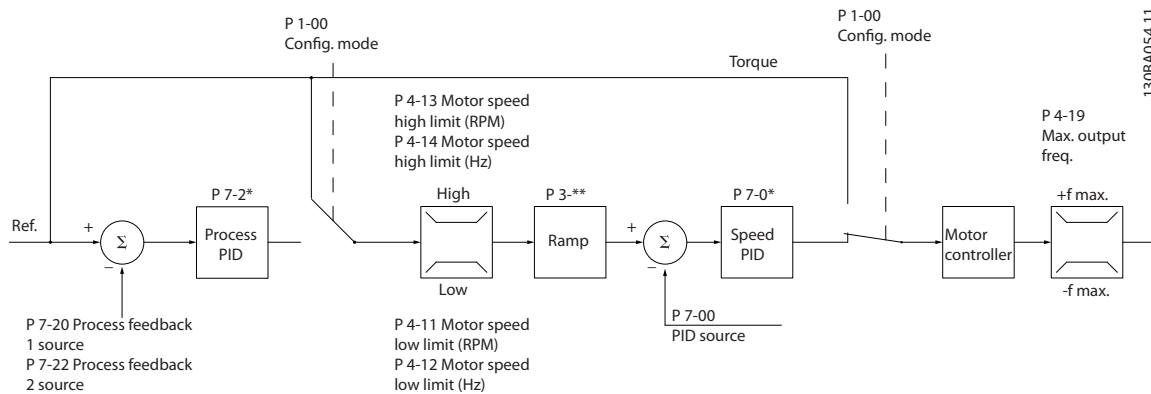 P 1-00
Config. mode
P 1-00
Config. mode
130BA054.11
Torque
P 4-13 Motor speed
high limit (RPM)
P 4-14 Motor speed
high limit (Hz)
P 4-19
Max. output
freq.
P 7-2*
High
P 3-**
P 7-0*
+f max.
Ref.
+
Σ
–
Process
PID
Ramp
+
Σ
–
Speed
PID
Motor
controller
Low
-f max.
P 7-20 Process feedback
1 source
P 7-22 Process feedback
2 source
P 4-11 Motor speed
low limit (RPM)
P 4-12 Motor speed
low limit (Hz)
P 7-00
PID source